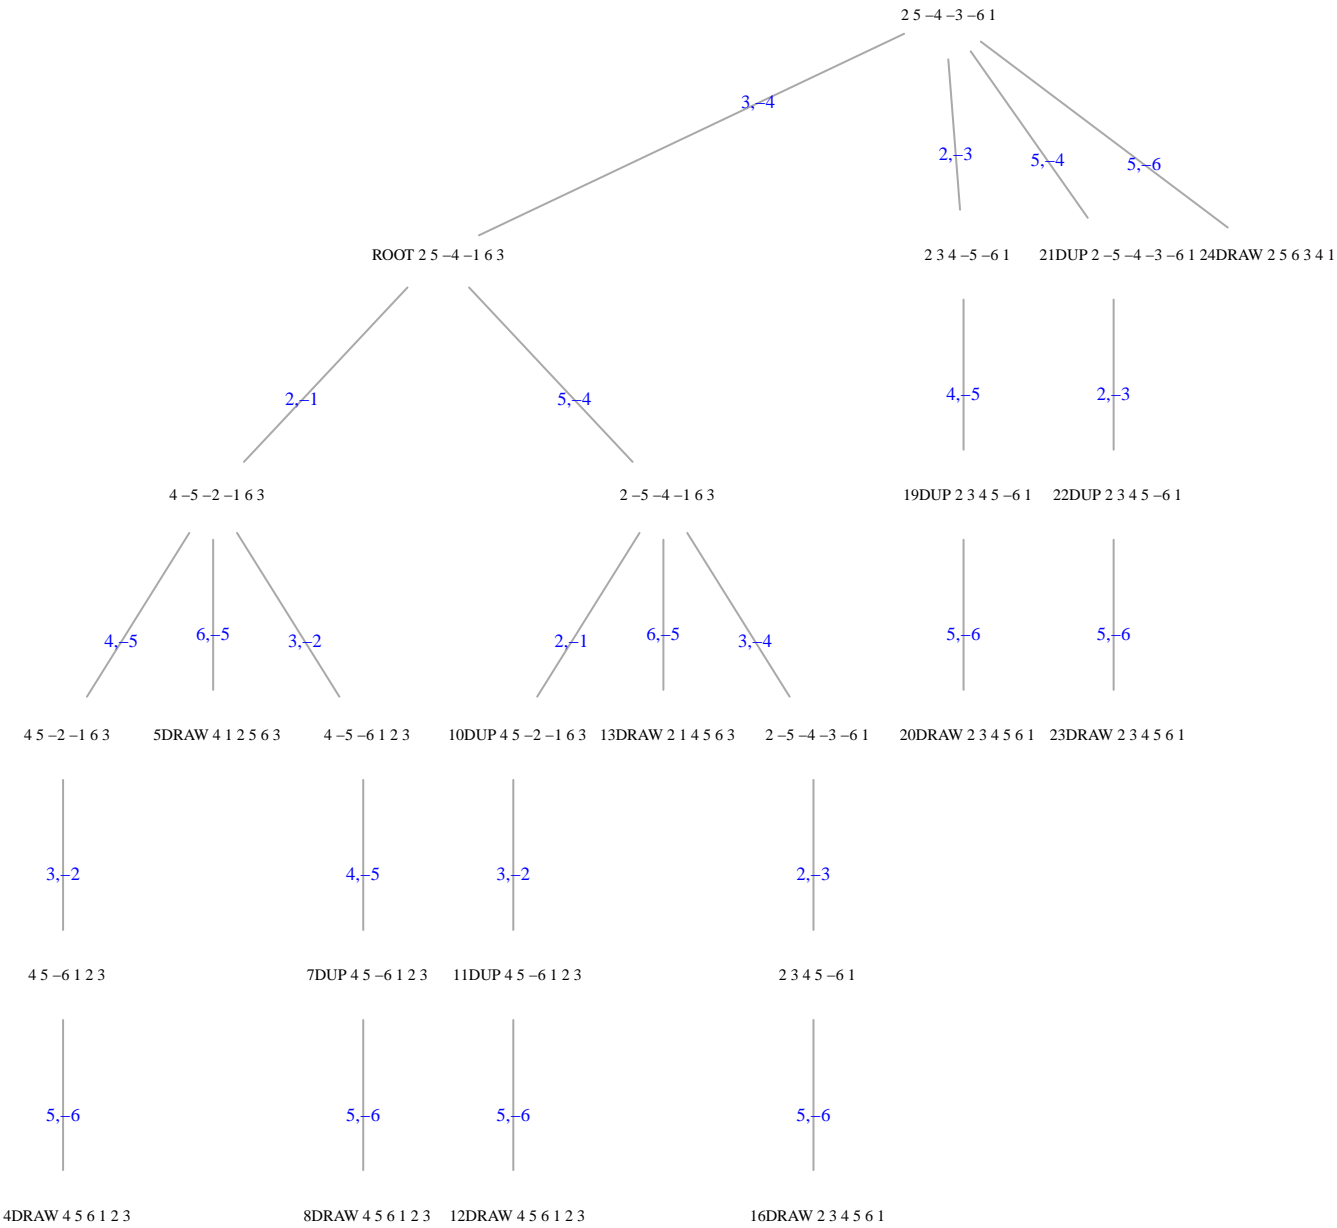 2 5 −4 −3 −6 1
3,−4
2,−3
5,−4
5,−6
ROOT 2 5 −4 −1 6 3
2 3 4 −5 −6 1
21DUP 2 −5 −4 −3 −6 1
24DRAW 2 5 6 3 4 1
2,−1
5,−4
4,−5
2,−3
4 −5 −2 −1 6 3
2 −5 −4 −1 6 3
19DUP 2 3 4 5 −6 1
22DUP 2 3 4 5 −6 1
4,−5
6,−5
3,−2
2,−1
6,−5
3,−4
5,−6
5,−6
4 5 −2 −1 6 3
5DRAW 4 1 2 5 6 3
4 −5 −6 1 2 3
10DUP 4 5 −2 −1 6 3
13DRAW 2 1 4 5 6 3
2 −5 −4 −3 −6 1
20DRAW 2 3 4 5 6 1
23DRAW 2 3 4 5 6 1
3,−2
4,−5
3,−2
2,−3
4 5 −6 1 2 3
7DUP 4 5 −6 1 2 3
11DUP 4 5 −6 1 2 3
2 3 4 5 −6 1
5,−6
5,−6
5,−6
5,−6
4DRAW 4 5 6 1 2 3
8DRAW 4 5 6 1 2 3
12DRAW 4 5 6 1 2 3
16DRAW 2 3 4 5 6 1